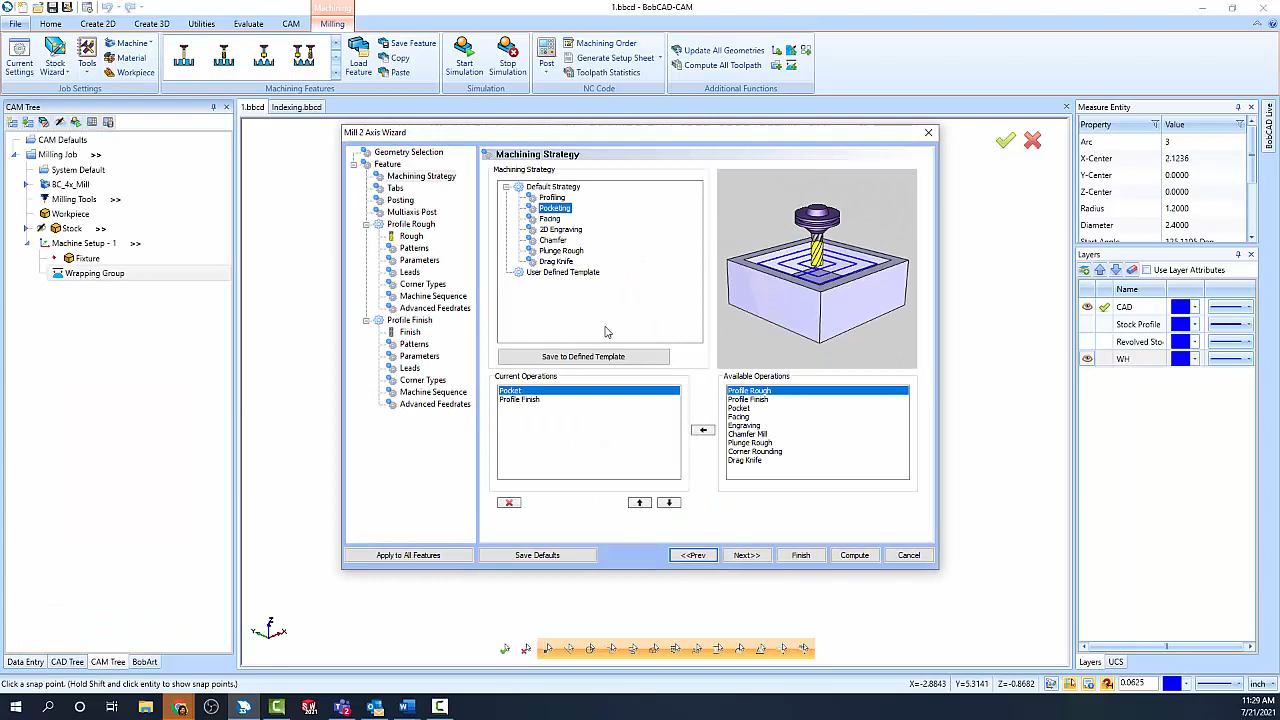 1.bbcd - BobCAD-CAM
Machining
File Home Create 2D Create 3D Utilities Evaluate CAM Milling
Current Settings Stock Wizard Tools Machine Material Workpiece
Job Settings
Load Feature Save Feature Copy Paste
Machining Features
Start Simulation Stop Simulation
Simulation
Post Machining Order Generate Setup Sheet Toolpath Statistics
NC Code
Update All Geometries
Compute All Toolpath
Additional Functions
CAM Tree
CAM Defaults
Milling Job >>
System Default
BC_4x_Mill
Milling Tools >>
Workpiece
Stock >>
Machine Setup - 1 >>
Fixture
Wrapping Group
1.bbcd Indexing.bbcd
Mill 2 Axis Wizard
Geometry Selection
Feature
Machining Strategy
Tabs
Posting
Multiaxis Post
Profile Rough
Rough
Patterns
Parameters
Leads
Corner Types
Machine Sequence
Advanced Feedrates
Profile Finish
Finish
Patterns
Parameters
Leads
Corner Types
Machine Sequence
Advanced Feedrates
Machining Strategy
Machining Strategy
Default Strategy
Profiling
Pocketing
Facing
2D Engraving
Chamfer
Plunge Rough
Drag Knife
User Defined Template
Save to Defined Template
Current Operations
Pocket
Profile Finish
Available Operations
Profile Rough
Profile Finish
Pocket
Facing
Engraving
Chamfer Mill
Plunge Rough
Corner Rounding
Drag Knife
Apply to All Features Save Defaults <<Prev Next>> Finish Compute Cancel
Z
Y X
Measure Entity
Property Value
Arc 3
X-Center 2.1236
Y-Center 0.0000
Z-Center 0.0000
Radius 1.2000
Diameter 2.4000
Layers
Use Layer Attributes
Name
CAD
Stock Profile
Revolved Sto
WH
BobCAD Live
Data Entry CAD Tree CAM Tree BobArt
Layers UCS
Click a snap point. (Hold Shift and click entity to show snap points.)
X=-2.8843 Y=5.3141 Z=-0.8682 0.0625 inch
11:29 AM
7/21/2021